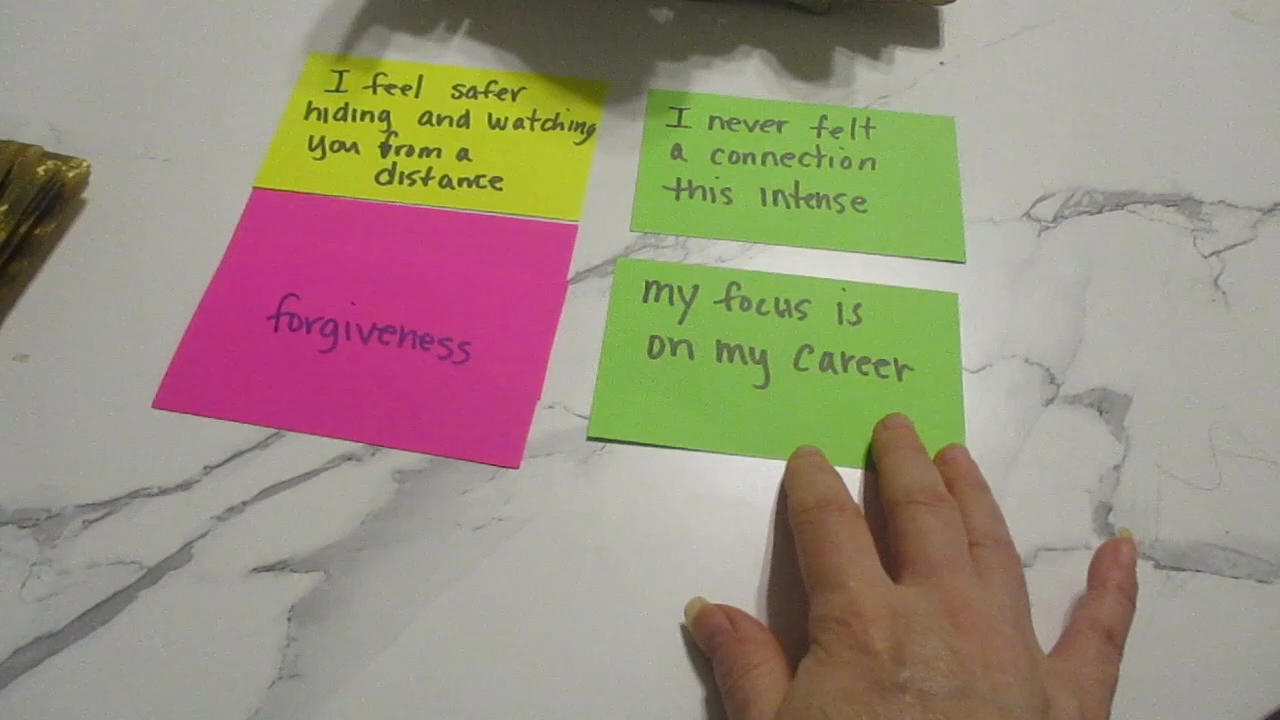 I feel safer
hiding and watching
you from a
distance
forgiveness
I never felt
a connection
this intense
my focus is
on my career